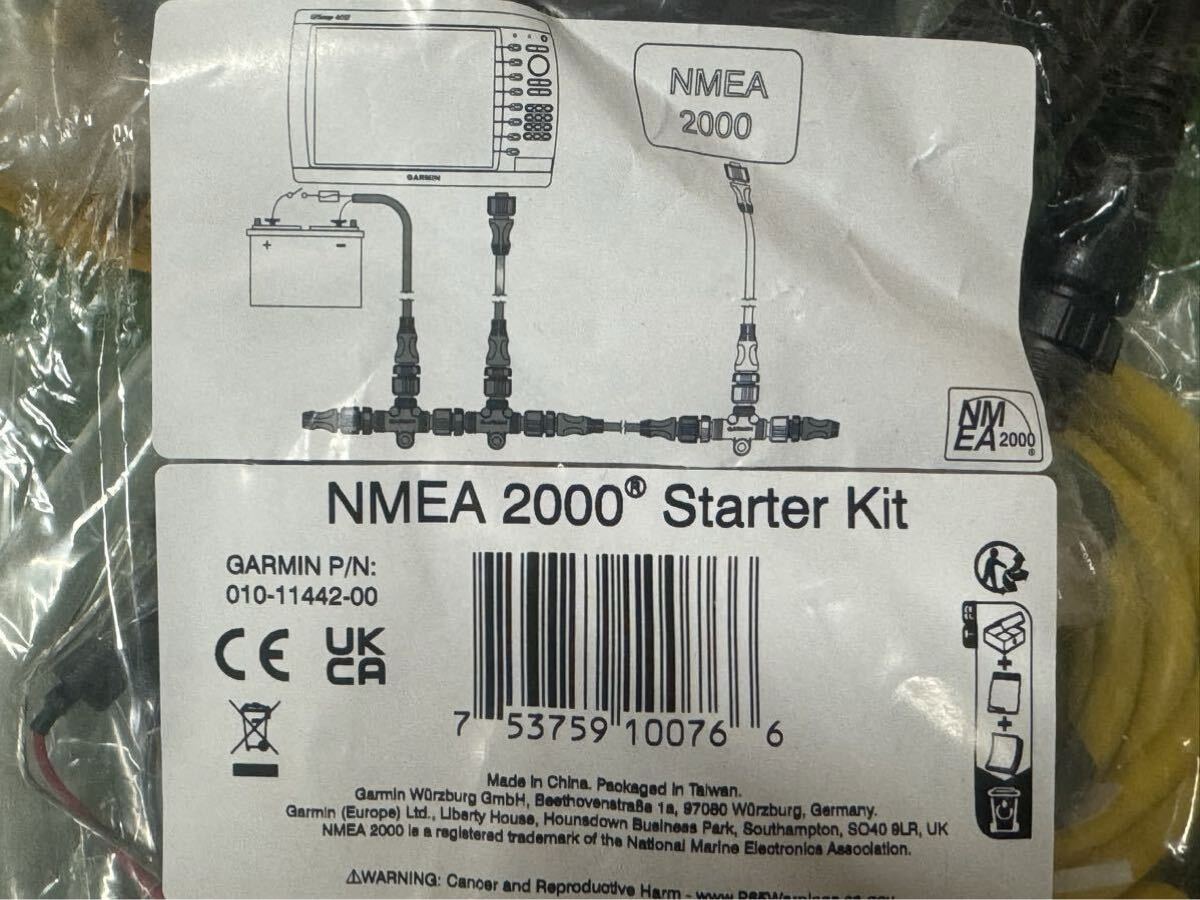 GARMIN
NMEA
2000
+
-
NM
EA 2000
®
NMEA 2000® Starter Kit
GARMIN P/N:
010-11442-00
CE
UK
CA
7 53759 10076 6
+
+
Made in China. Packaged in Taiwan.
Garmin Würzburg GmbH, Beethovenstraße 1a, 97080 Würzburg, Germany.
Garmin (Europe) Ltd., Liberty House, Hounsdown Business Park, Southampton, SO40 9LR, UK
NMEA 2000 is a registered trademark of the National Marine Electronics Association.
⚠WARNING: Cancer and Reproductive Harm -